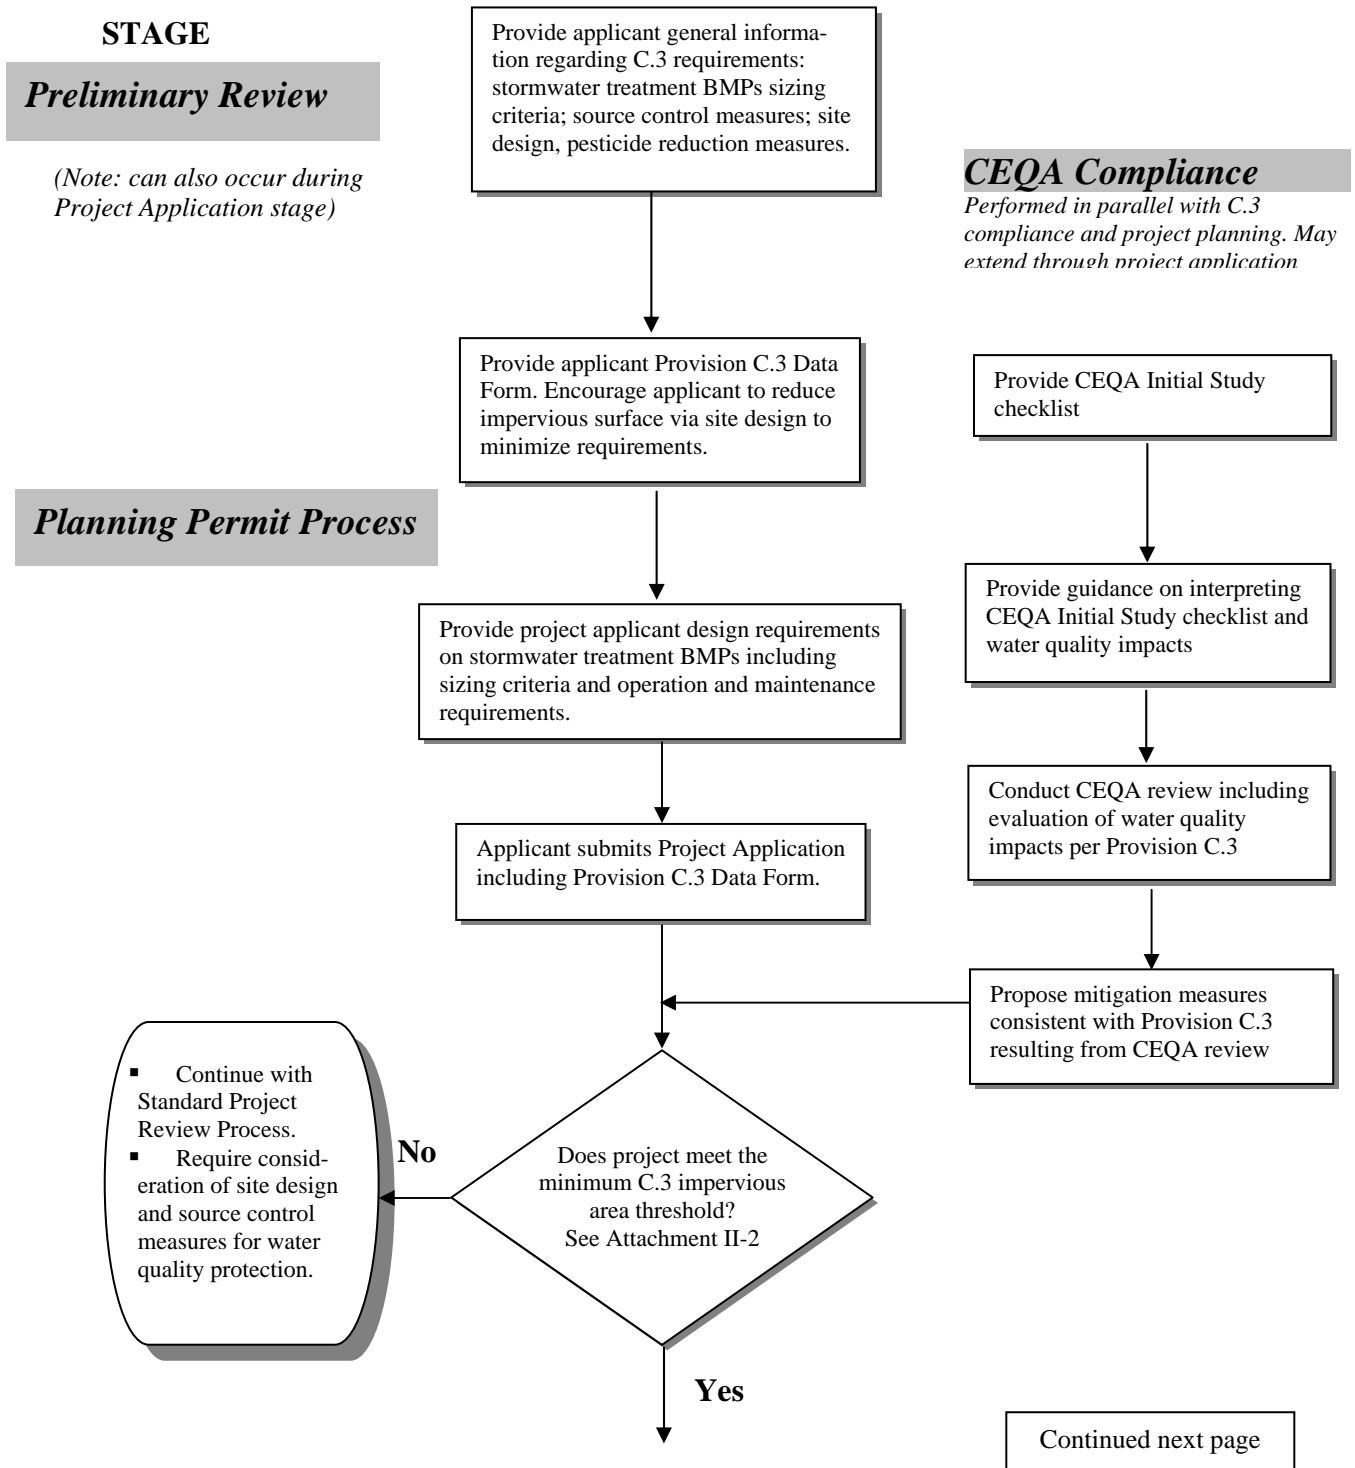 STAGE
Preliminary Review
(Note: can also occur during
Project Application stage)
Provide applicant general informa-
tion regarding C.3 requirements:
stormwater treatment BMPs sizing
criteria; source control measures; site
design, pesticide reduction measures.
CEQA Compliance
Performed in parallel with C.3
compliance and project planning. May
extend through project application
Provide applicant Provision C.3 Data
Form. Encourage applicant to reduce
impervious surface via site design to
minimize requirements.
Provide CEQA Initial Study
checklist
Planning Permit Process
Provide project applicant design requirements
on stormwater treatment BMPs including
sizing criteria and operation and maintenance
requirements.
Provide guidance on interpreting
CEQA Initial Study checklist and
water quality impacts
Applicant submits Project Application
including Provision C.3 Data Form.
Conduct CEQA review including
evaluation of water quality
impacts per Provision C.3
Propose mitigation measures
consistent with Provision C.3
resulting from CEQA review
▪ Continue with
Standard Project
Review Process.
▪ Require consid-
eration of site design
and source control
measures for water
quality protection.
No
Does project meet the
minimum C.3 impervious
area threshold?
See Attachment II-2
Yes
Continued next page